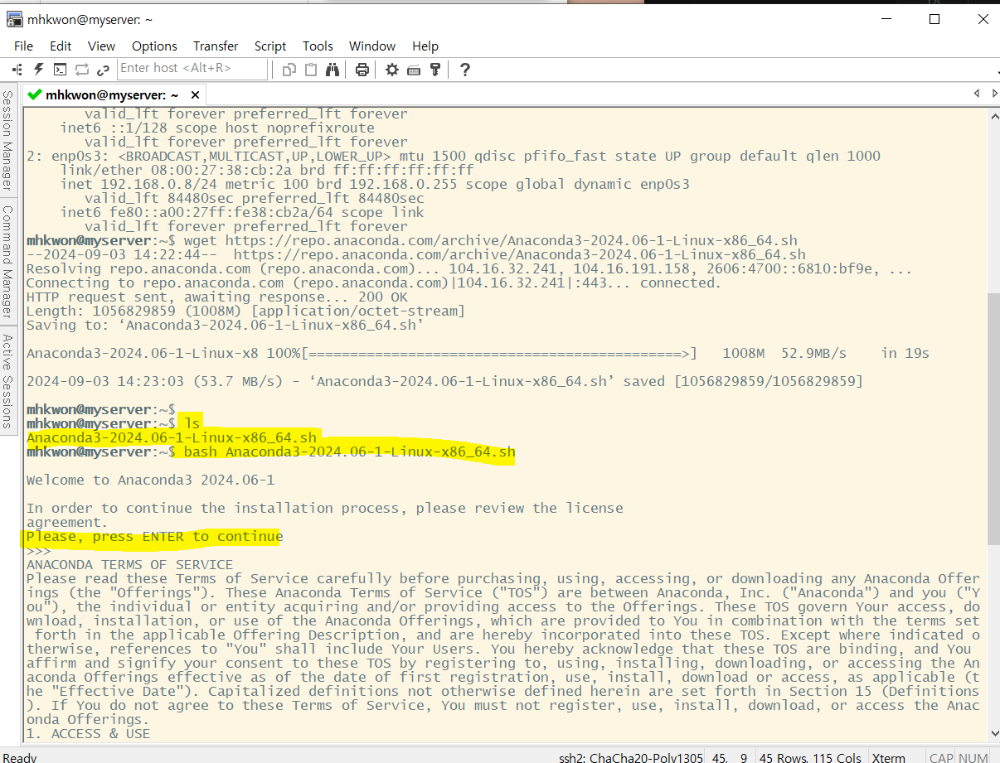 mhkwon@myserver: ~
File Edit View Options Transfer Script Tools Window Help
Enter host <Alt+R>
mhkwon@myserver: ~
Session Manager
Command Manager
Active Sessions
valid_lft forever preferred_lft forever
inet6 ::1/128 scope host noprefixroute
valid_lft forever preferred_lft forever
2: enp0s3: <BROADCAST,MULTICAST,UP,LOWER_UP> mtu 1500 qdisc pfifo_fast state UP group default qlen 1000
link/ether 08:00:27:38:cb:2a brd ff:ff:ff:ff:ff:ff
inet 192.168.0.8/24 metric 100 brd 192.168.0.255 scope global dynamic enp0s3
valid_lft 84480sec preferred_lft 84480sec
inet6 fe80::a00:27ff:fe38:cb2a/64 scope link
valid_lft forever preferred_lft forever
mhkwon@myserver:~$ wget https://repo.anaconda.com/archive/Anaconda3-2024.06-1-Linux-x86_64.sh
--2024-09-03 14:22:44--  https://repo.anaconda.com/archive/Anaconda3-2024.06-1-Linux-x86_64.sh
Resolving repo.anaconda.com (repo.anaconda.com)... 104.16.32.241, 104.16.191.158, 2606:4700::6810:bf9e, ...
Connecting to repo.anaconda.com (repo.anaconda.com)|104.16.32.241|:443... connected.
HTTP request sent, awaiting response... 200 OK
Length: 1056829859 (1008M) [application/octet-stream]
Saving to: ‘Anaconda3-2024.06-1-Linux-x86_64.sh’
Anaconda3-2024.06-1-Linux-x8 100%[=============================================>]   1008M  52.9MB/s    in 19s
2024-09-03 14:23:03 (53.7 MB/s) - ‘Anaconda3-2024.06-1-Linux-x86_64.sh’ saved [1056829859/1056829859]
mhkwon@myserver:~$
mhkwon@myserver:~$ ls
Anaconda3-2024.06-1-Linux-x86_64.sh
mhkwon@myserver:~$ bash Anaconda3-2024.06-1-Linux-x86_64.sh
Welcome to Anaconda3 2024.06-1
In order to continue the installation process, please review the license
agreement.
Please, press ENTER to continue
>>>
ANACONDA TERMS OF SERVICE
Please read these Terms of Service carefully before purchasing, using, accessing, or downloading any Anaconda Offer
ings (the "Offerings"). These Anaconda Terms of Service ("TOS") are between Anaconda, Inc. ("Anaconda") and you ("Y
ou"), the individual or entity acquiring and/or providing access to the Offerings. These TOS govern Your access, do
wnload, installation, or use of the Anaconda Offerings, which are provided to You in combination with the terms set
 forth in the applicable Offering Description, and are hereby incorporated into these TOS. Except where indicated o
therwise, references to "You" shall include Your Users. You hereby acknowledge that these TOS are binding, and You
affirm and signify your consent to these TOS by registering to, using, installing, downloading, or accessing the An
aconda Offerings effective as of the date of first registration, use, install, download or access, as applicable (t
he "Effective Date"). Capitalized definitions not otherwise defined herein are set forth in Section 15 (Definitions
). If You do not agree to these Terms of Service, You must not register, use, install, download, or access the Anac
onda Offerings.
1. ACCESS & USE
Ready ssh2: ChaCha20-Poly1305 45, 9 45 Rows, 115 Cols Xterm CAP NUM